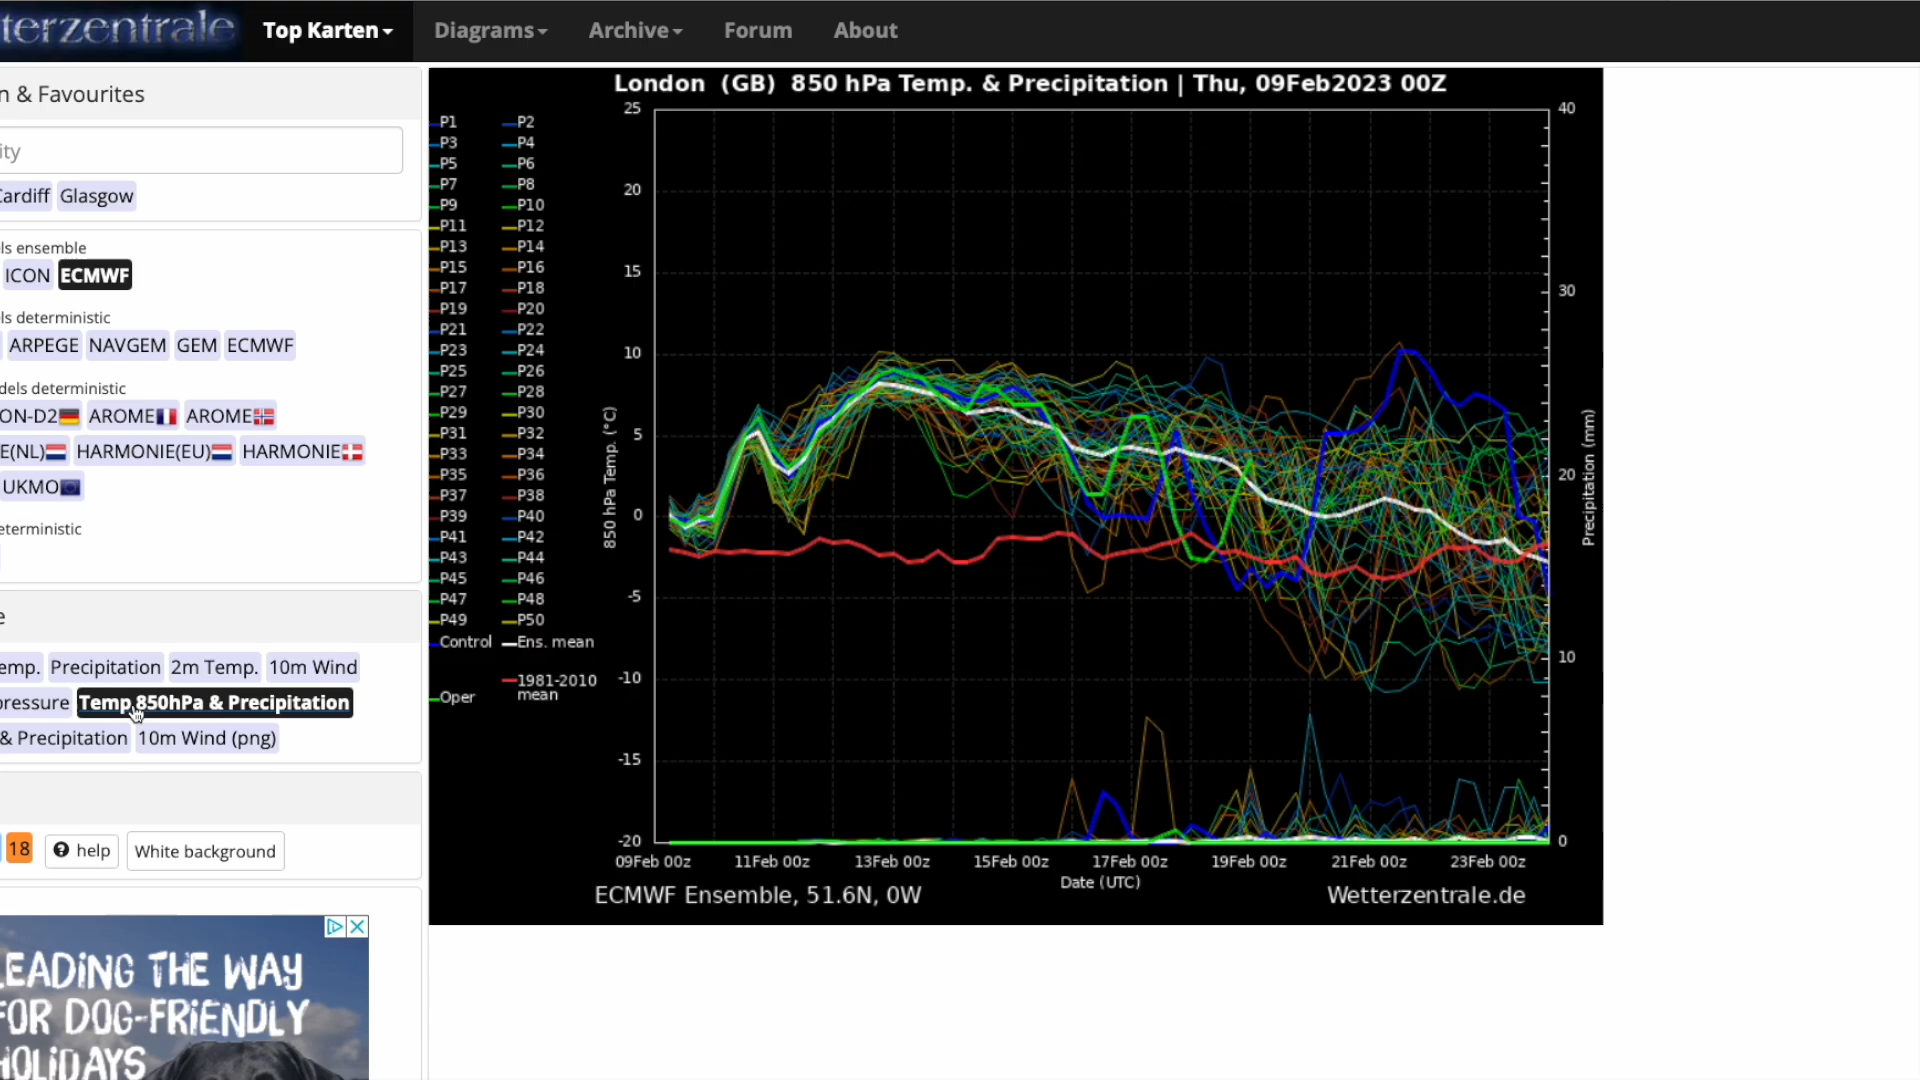 terzentrale Top Karten Diagrams Archive Forum About
n & Favourites
ity
Cardiff Glasgow
ls ensemble
ICON ECMWF
ls deterministic
ARPEGE NAVGEM GEM ECMWF
dels deterministic
ON-D2 AROME AROME
E(NL) HARMONIE(EU) HARMONIE
UKMO
eterministic
e
emp. Precipitation 2m Temp. 10m Wind
pressure Temp 850hPa & Precipitation
& Precipitation 10m Wind (png)
18 help White background
LEADING THE WAY
FOR DOG-FRIENDLY
HOLIDAYS
London (GB) 850 hPa Temp. & Precipitation | Thu, 09Feb2023 00Z
P1 P2
P3 P4
P5 P6
P7 P8
P9 P10
P11 P12
P13 P14
P15 P16
P17 P18
P19 P20
P21 P22
P23 P24
P25 P26
P27 P28
P29 P30
P31 P32
P33 P34
P35 P36
P37 P38
P39 P40
P41 P42
P43 P44
P45 P46
P47 P48
P49 P50
Control Ens. mean
1981-2010
mean
Oper
25
20
15
10
5
0
-5
-10
-15
-20
850 hPa Temp. (°C)
40
30
20
10
0
Precipitation (mm)
09Feb 00z 11Feb 00z 13Feb 00z 15Feb 00z 17Feb 00z 19Feb 00z 21Feb 00z 23Feb 00z
Date (UTC)
ECMWF Ensemble, 51.6N, 0W Wetterzentrale.de